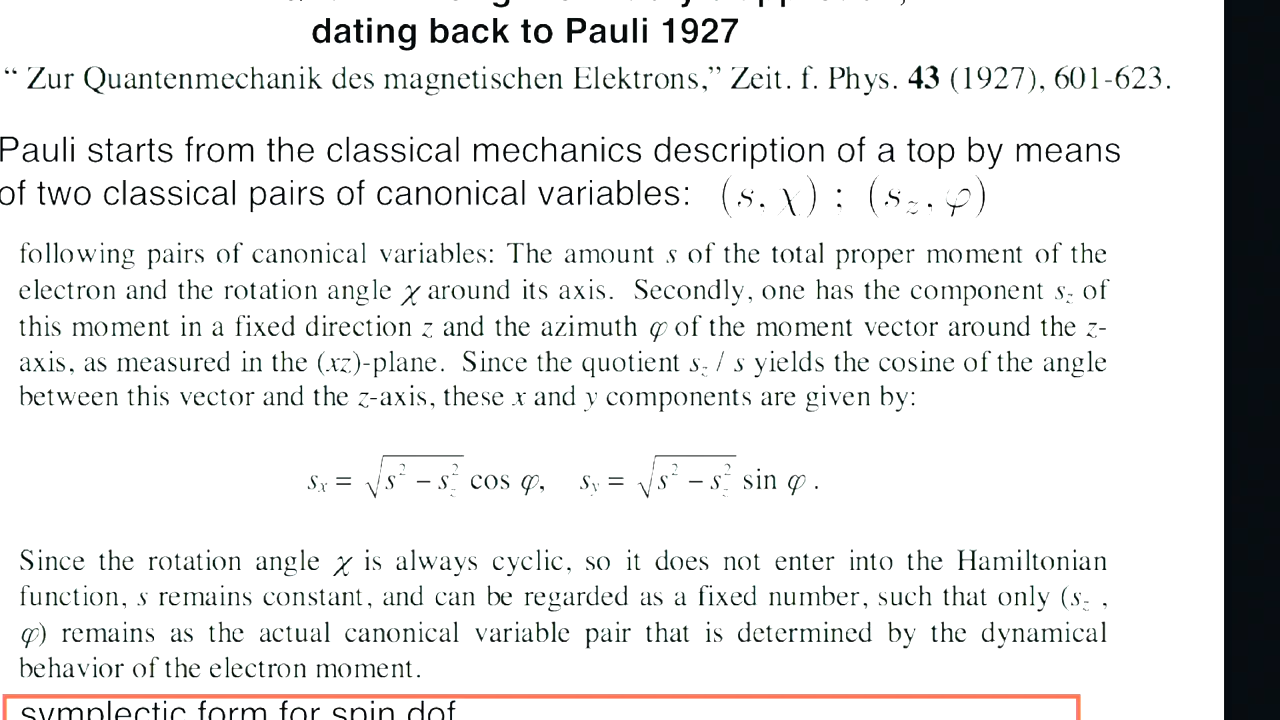 dating back to Pauli 1927
“ Zur Quantenmechanik des magnetischen Elektrons,” Zeit. f. Phys. 43 (1927), 601-623.
Pauli starts from the classical mechanics description of a top by means
of two classical pairs of canonical variables: (s, χ) ; (s_z, φ)
following pairs of canonical variables: The amount s of the total proper moment of the
electron and the rotation angle χ around its axis. Secondly, one has the component s_z of
this moment in a fixed direction z and the azimuth φ of the moment vector around the z-
axis, as measured in the (xz)-plane. Since the quotient s_z / s yields the cosine of the angle
between this vector and the z-axis, these x and y components are given by:
s_x = √(s² − s_z²) cos φ, s_y = √(s² − s_z²) sin φ .
Since the rotation angle χ is always cyclic, so it does not enter into the Hamiltonian
function, s remains constant, and can be regarded as a fixed number, such that only (s_z ,
φ) remains as the actual canonical variable pair that is determined by the dynamical
behavior of the electron moment.
symplectic form for spin dof